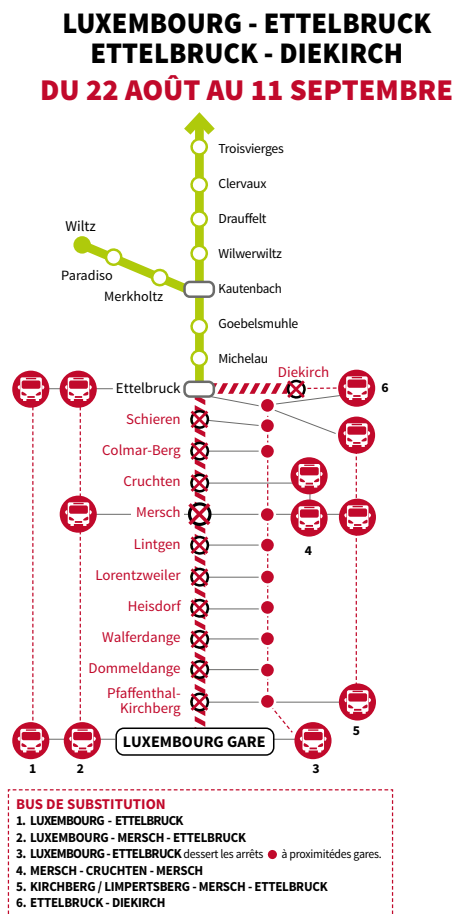 LUXEMBOURG - ETTELBRUCK
ETTELBRUCK - DIEKIRCH
DU 22 AOÛT AU 11 SEPTEMBRE
Troisvierges
Clervaux
Drauffelt
Wiltz
Wilwerwiltz
Paradiso
Merkholtz
Kautenbach
Goebelsmuhle
Michelau
Diekirch
Ettelbruck
6
Schieren
Colmar-Berg
Cruchten
Mersch
4
Lintgen
Lorentzweiler
Heisdorf
Walferdange
Dommeldange
Pfaffenthal-
Kirchberg
5
LUXEMBOURG GARE
1
2
3
BUS DE SUBSTITUTION
1. LUXEMBOURG - ETTELBRUCK
2. LUXEMBOURG - MERSCH - ETTELBRUCK
3. LUXEMBOURG - ETTELBRUCK dessert les arrêts à proximitédes gares.
4. MERSCH - CRUCHTEN - MERSCH
5. KIRCHBERG / LIMPERTSBERG - MERSCH - ETTELBRUCK
6. ETTELBRUCK - DIEKIRCH